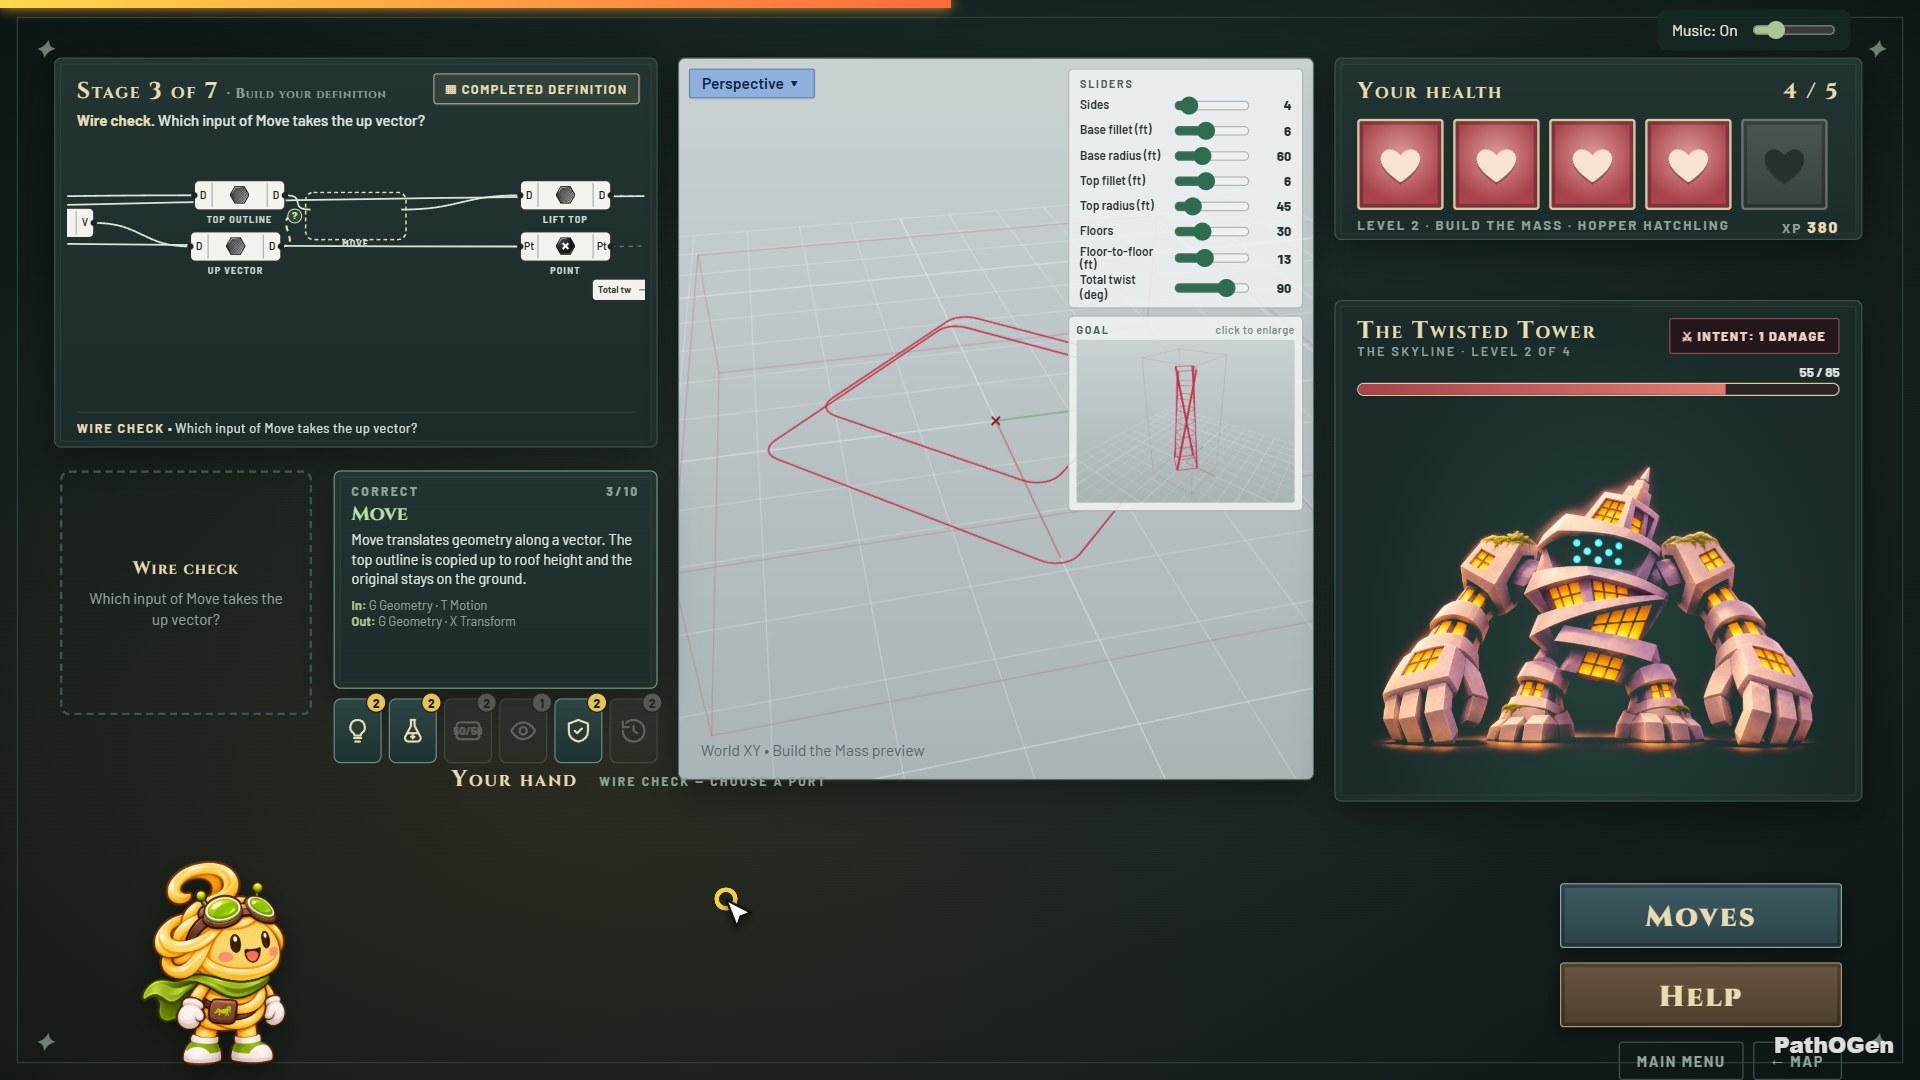 Music: On
STAGE 3 OF 7 · BUILD YOUR DEFINITION
COMPLETED DEFINITION
Wire check. Which input of Move takes the up vector?
D D
TOP OUTLINE
?
MOVE
D D
LIFT TOP
V
D D
UP VECTOR
Pt Pt
POINT
Total tw
WIRE CHECK • Which input of Move takes the up vector?
WIRE CHECK
Which input of Move takes the
up vector?
CORRECT 3/10
MOVE
Move translates geometry along a vector. The
top outline is copied up to roof height and the
original stays on the ground.
In: G Geometry · T Motion
Out: G Geometry · X Transform
2 2 2 1 2 2
50/50
YOUR HAND WIRE CHECK — CHOOSE A PORT
Perspective ▼
SLIDERS
Sides 4
Base fillet (ft) 6
Base radius (ft) 60
Top fillet (ft) 6
Top radius (ft) 45
Floors 30
Floor-to-floor
(ft) 13
Total twist
(deg) 90
GOAL click to enlarge
World XY • Build the Mass preview
YOUR HEALTH 4 / 5
LEVEL 2 · BUILD THE MASS · HOPPER HATCHLING XP 380
THE TWISTED TOWER
THE SKYLINE · LEVEL 2 OF 4
INTENT: 1 DAMAGE
55 / 85
MOVES
HELP
MAIN MENU
← MAP
PathOGen